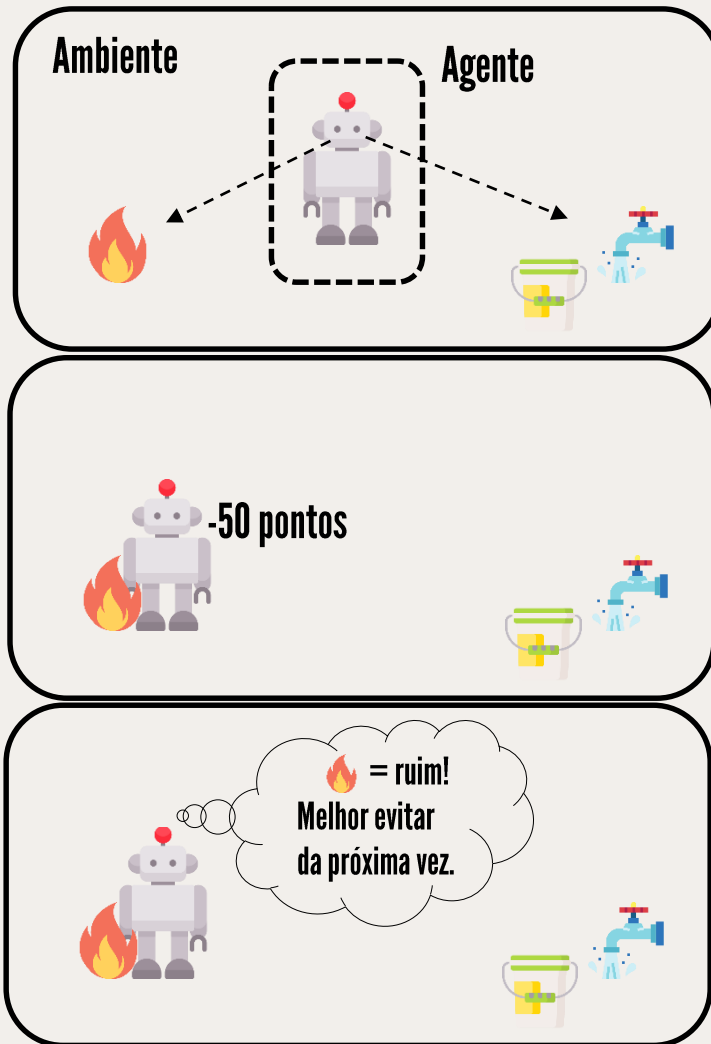 Ambiente
Agente
-50 pontos
= ruim!
Melhor evitar
da próxima vez.